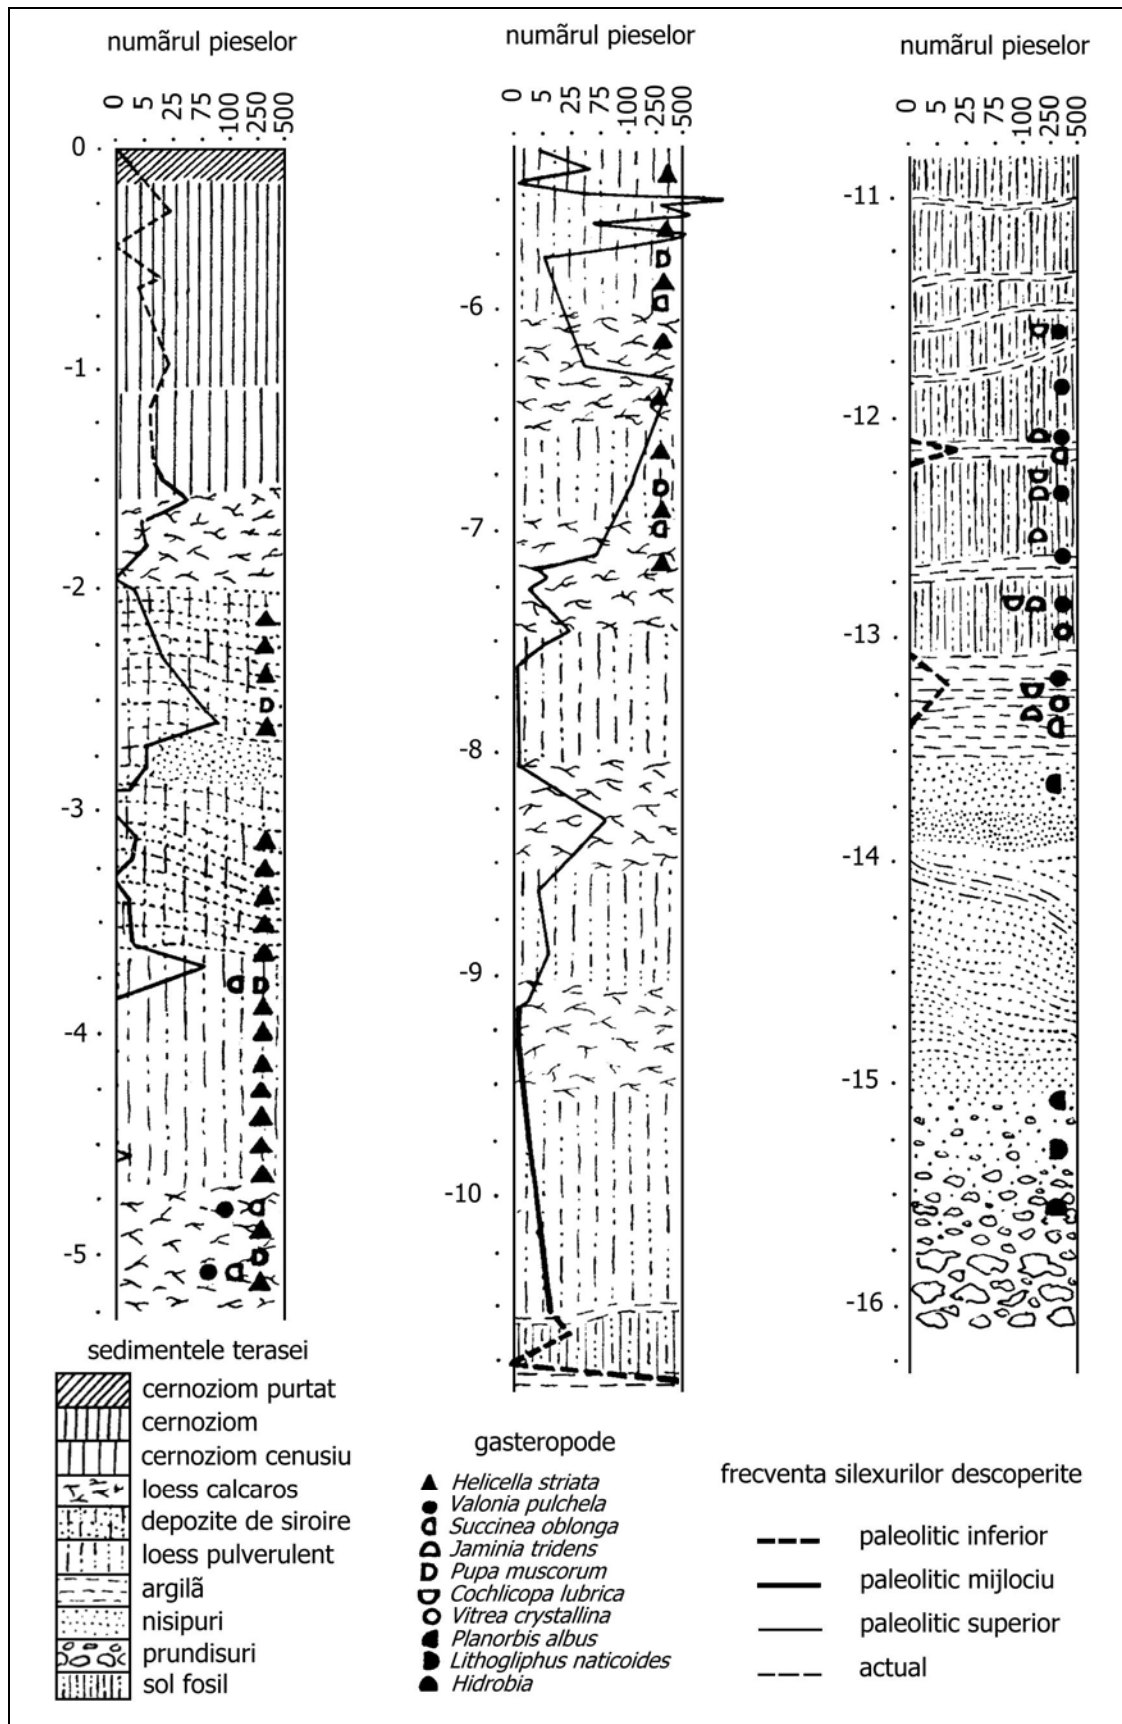 numãrul pieselor
0 5 25 75 100 250 500
0
-1
-2
-3
-4
-5
numãrul pieselor
0 5 25 75 100 250 500
-6
-7
-8
-9
-10
numãrul pieselor
0 5 25 75 100 250 500
-11
-12
-13
-14
-15
-16
sedimentele terasei
cernoziom purtat
cernoziom
cernoziom cenusiu
loess calcaros
depozite de siroire
loess pulverulent
argilã
nisipuri
prundisuri
sol fosil
gasteropode
Helicella striata
Valonia pulchela
Succinea oblonga
Jaminia tridens
Pupa muscorum
Cochlicopa lubrica
Vitrea crystallina
Planorbis albus
Lithogliphus naticoides
Hidrobia
frecventa silexurilor descoperite
paleolitic inferior
paleolitic mijlociu
paleolitic superior
actual